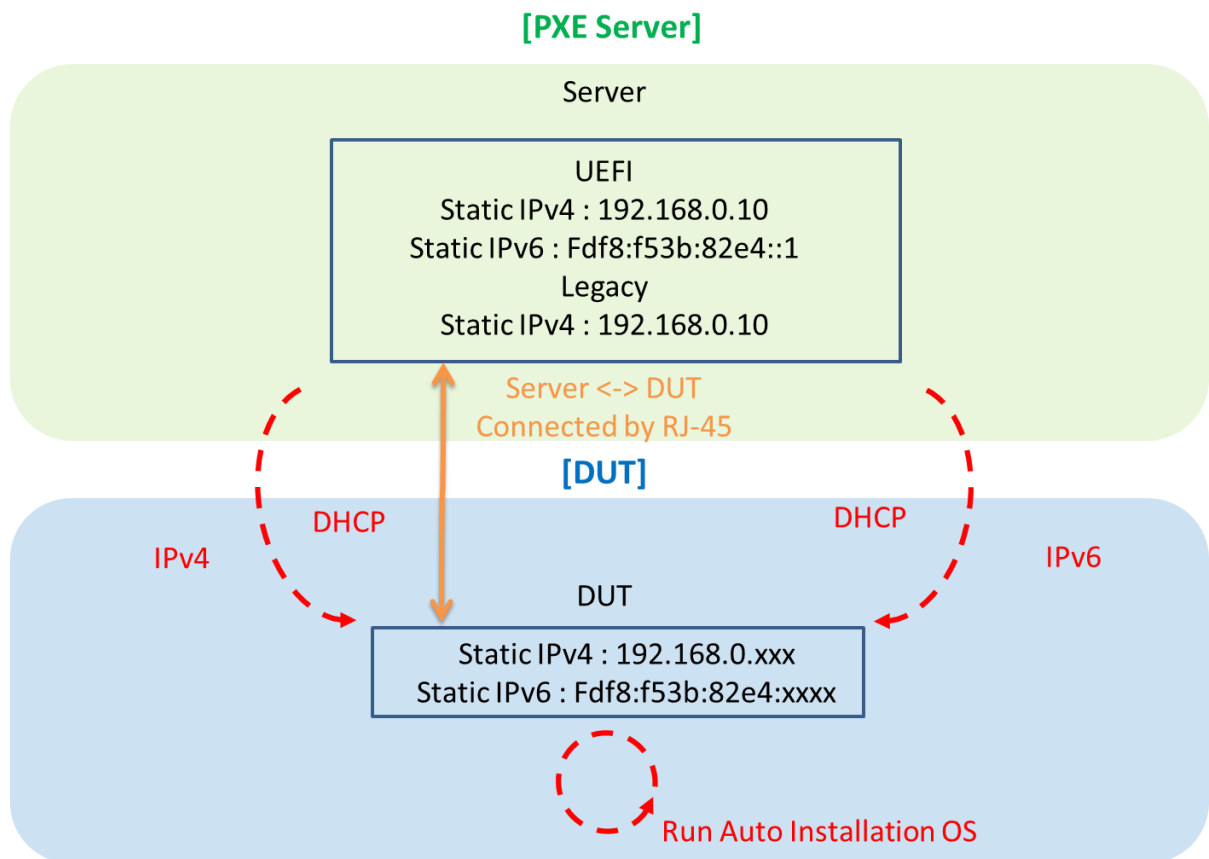 [PXE Server]
Server
UEFI
Static IPv4 : 192.168.0.10
Static IPv6 : Fdf8:f53b:82e4::1
Legacy
Static IPv4 : 192.168.0.10
Server <-> DUT
Connected by RJ-45
[DUT]
DHCP
DHCP
IPv4
IPv6
DUT
Static IPv4 : 192.168.0.xxx
Static IPv6 : Fdf8:f53b:82e4:xxxx
Run Auto Installation OS